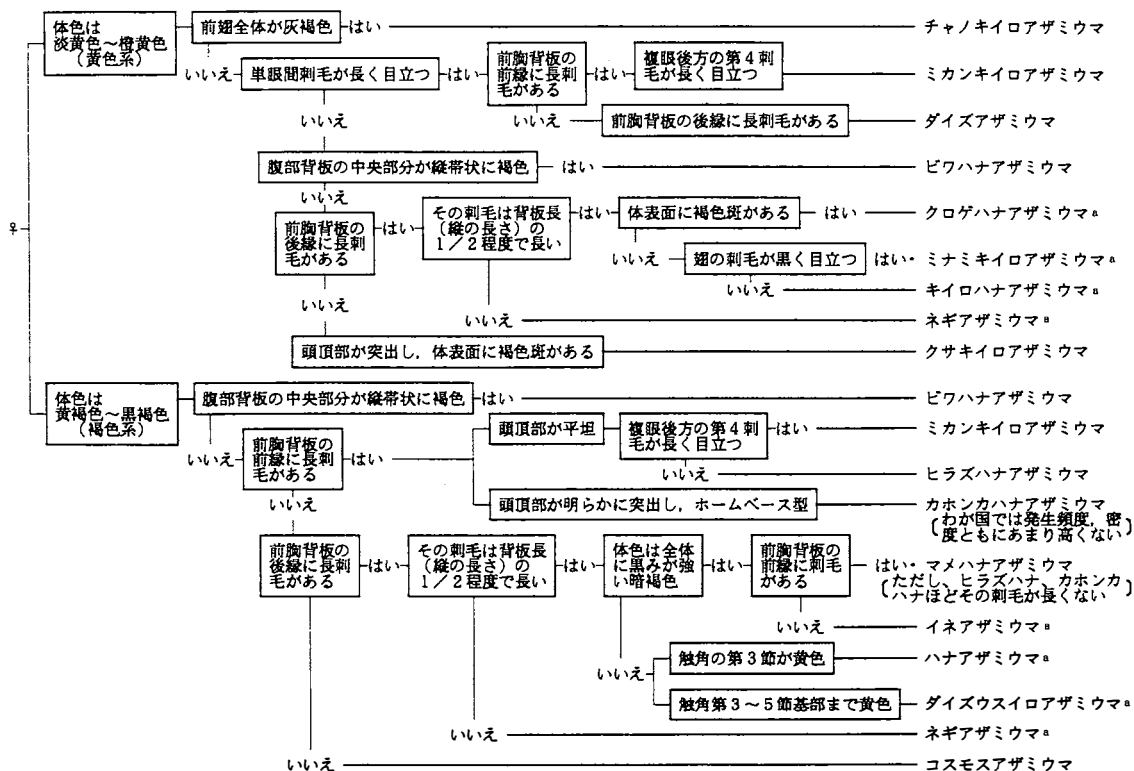 体色は
淡黄色～橙黄色
（黄色系）
前翅全体が灰褐色
はい
チャノキイロアザミウマ
いいえ
単眼間刺毛が長く目立つ
はい
前胸背板の
前縁に長刺
毛がある
はい
複眼後方の第4刺
毛が長く目立つ
ミカンキイロアザミウマ
いいえ
前胸背板の後縁に長刺毛がある
ダイズアザミウマ
いいえ
腹部背板の中央部分が縦帯状に褐色
はい
ビワハナアザミウマ
いいえ
前胸背板の
後縁に長刺
毛がある
はい
その刺毛は背板長
（縦の長さ）の
1／2程度で長い
はい
体表面に褐色斑がある
はい
クロゲハナアザミウマa
いいえ
翅の刺毛が黒く目立つ
はい
ミナミキイロアザミウマa
いいえ
キイロハナアザミウマa
いいえ
ネギアザミウマa
いいえ
頭頂部が突出し，体表面に褐色斑がある
クサキイロアザミウマ
♀
体色は
黄褐色～黒褐色
（褐色系）
腹部背板の中央部分が縦帯状に褐色
はい
ビワハナアザミウマ
いいえ
前胸背板の
前縁に長刺
毛がある
はい
頭頂部が平坦
複眼後方の第4刺
毛が長く目立つ
はい
ミカンキイロアザミウマ
いいえ
ヒラズハナアザミウマ
頭頂部が明らかに突出し，ホームベース型
カホンカハナアザミウマ
（わが国では発生頻度，密
度ともにあまり高くない）
いいえ
前胸背板の
後縁に長刺
毛がある
はい
その刺毛は背板長
（縦の長さ）の
1／2程度で長い
はい
体色は全体
に黒みが強
い暗褐色
はい
前胸背板の
前縁に刺毛
がある
はい
マメハナアザミウマ
（ただし，ヒラズハナ，カホンカ
ハナほどその刺毛が長くない）
いいえ
イネアザミウマa
いいえ
触角の第3節が黄色
ハナアザミウマa
触角第3～5節基部まで黄色
ダイズウスイロアザミウマa
いいえ
ネギアザミウマa
いいえ
コスモスアザミウマ